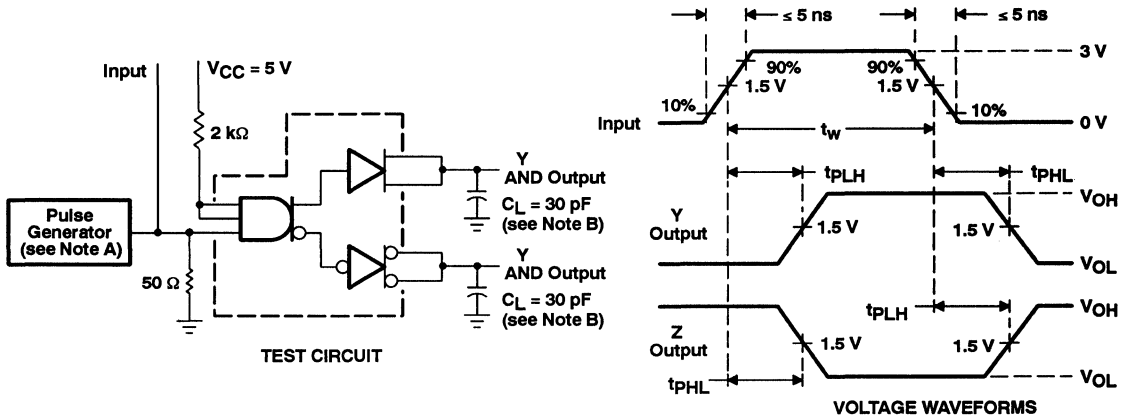 Input
VCC = 5 V
2 kΩ
Pulse
Generator
(see Note A)
50 Ω
Y
AND Output
CL = 30 pF
(see Note B)
Y
AND Output
CL = 30 pF
(see Note B)
TEST CIRCUIT
≤ 5 ns
≤ 5 ns
3 V
90%
90%
1.5 V
1.5 V
10%
10%
Input
0 V
tw
tPLH
tPHL
VOH
Y
Output
1.5 V
1.5 V
VOL
tPLH
VOH
Z
Output
1.5 V
1.5 V
tPHL
VOL
VOLTAGE WAVEFORMS